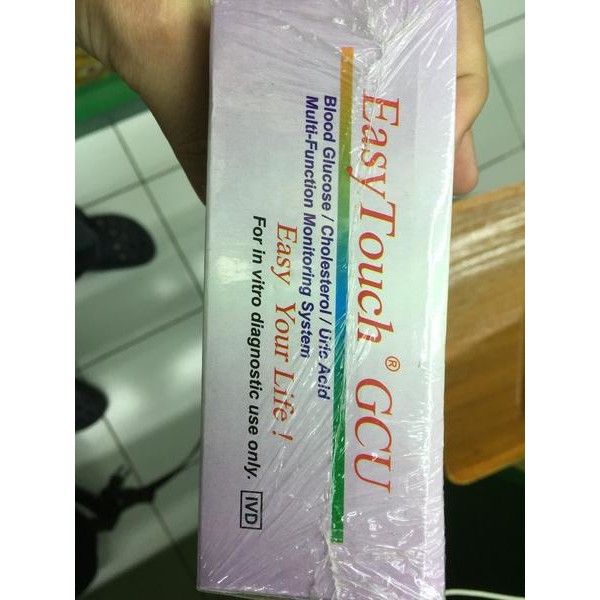 EasyTouch® GCU
Blood Glucose / Cholesterol / Uric Acid
Multi-Function Monitoring System
Easy Your Life !
For in vitro diagnostic use only.
IVD